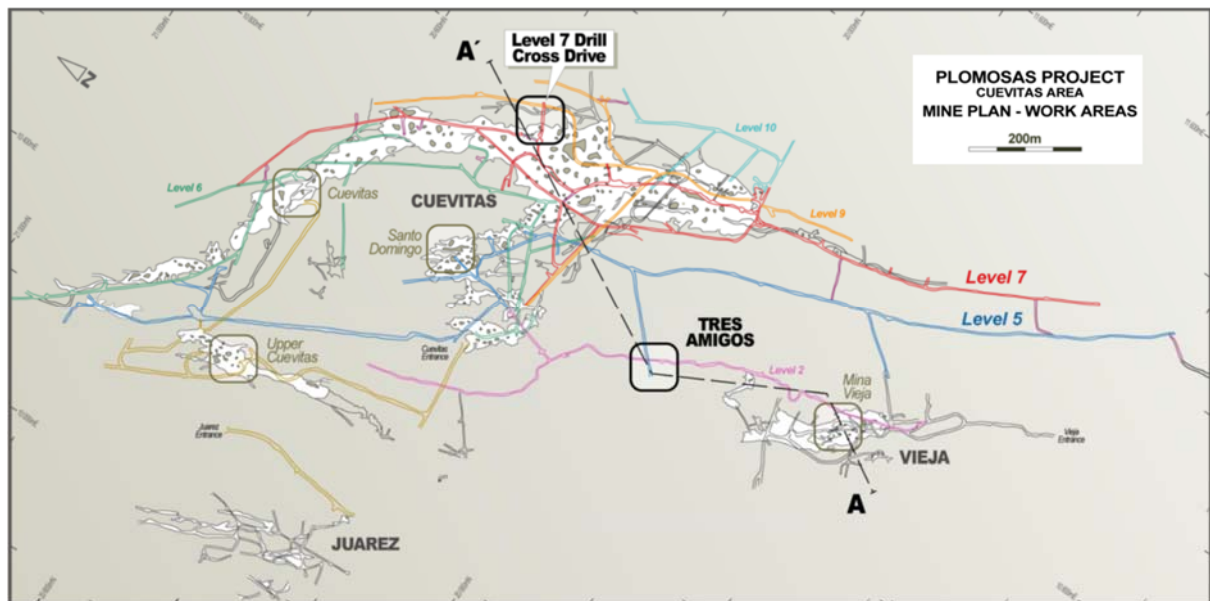 A´
Level 7 Drill
Cross Drive
PLOMOSAS PROJECT
CUEVITAS AREA
MINE PLAN - WORK AREAS
200m
N
Level 10
Level 6
Cuevitas
CUEVITAS
Level 9
Santo
Domingo
Level 7
Level 5
TRES
AMIGOS
Upper
Cuevitas
Cuevitas
Entrance
Level 2
Mina
Vieja
Juarez
Entrance
Vieja
Entrance
VIEJA
A
JUAREZ